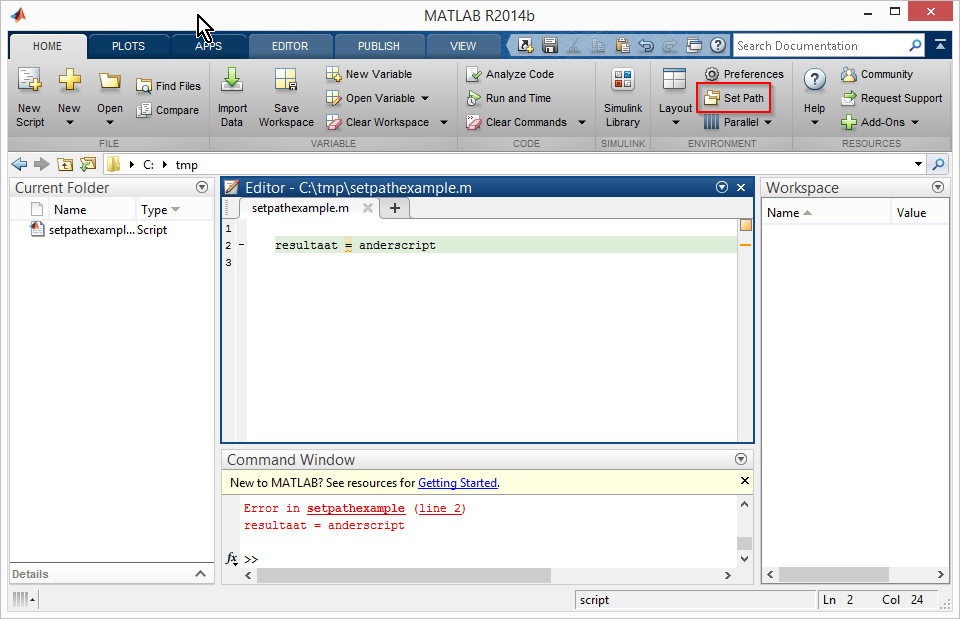 MATLAB R2014b
HOME PLOTS APPS EDITOR PUBLISH VIEW Search Documentation
New Script
New
Open
Find Files
Compare
FILE
Import Data
Save Workspace
New Variable
Open Variable
Clear Workspace
VARIABLE
Analyze Code
Run and Time
Clear Commands
CODE
Simulink Library
SIMULINK
Layout
Preferences
Set Path
Parallel
ENVIRONMENT
Help
Community
Request Support
Add-Ons
RESOURCES
C: tmp
Current Folder
Name Type
setpathexampl... Script
Details
Editor - C:\tmp\setpathexample.m
setpathexample.m
1
2 - resultaat = anderscript
3
Command Window
New to MATLAB? See resources for Getting Started.
Error in setpathexample (line 2)
resultaat = anderscript
fx >>
Workspace
Name Value
script Ln 2 Col 24